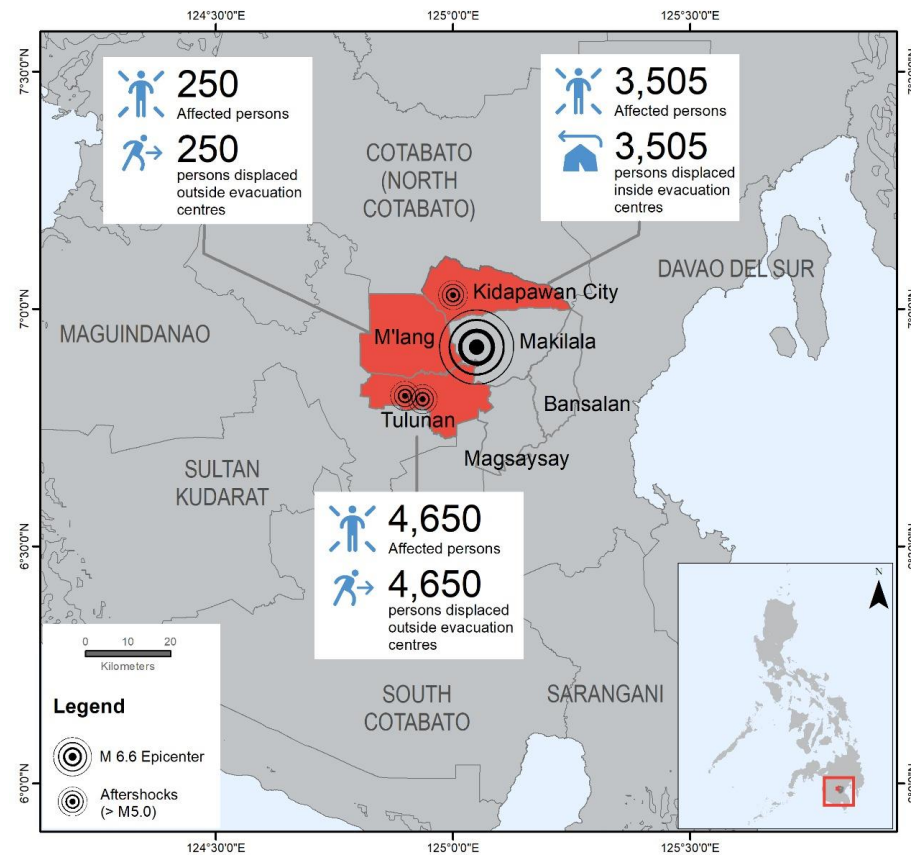 124°30'0"E
125°0'0"E
125°30'0"E
7°30'0"N
7°0'0"N
6°30'0"N
6°0'0"N
250
Affected persons
250
persons displaced
outside evacuation
centres
3,505
Affected persons
3,505
persons displaced
inside evacuation
centres
COTABATO
(NORTH
COTABATO)
DAVAO DEL SUR
MAGUINDANAO
Kidapawan City
M'lang
Makilala
Bansalan
Tulunan
Magsaysay
SULTAN
KUDARAT
4,650
Affected persons
4,650
persons displaced
outside evacuation
centres
SOUTH
COTABATO
SARANGANI
N
0 10 20
Kilometers
Legend
M 6.6 Epicenter
Aftershocks
(> M5.0)
124°30'0"E
125°0'0"E
125°30'0"E